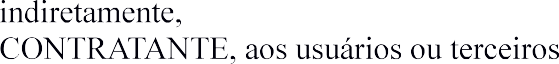 indiretamente,
CONTRATANTE, aos usuários ou terceiros